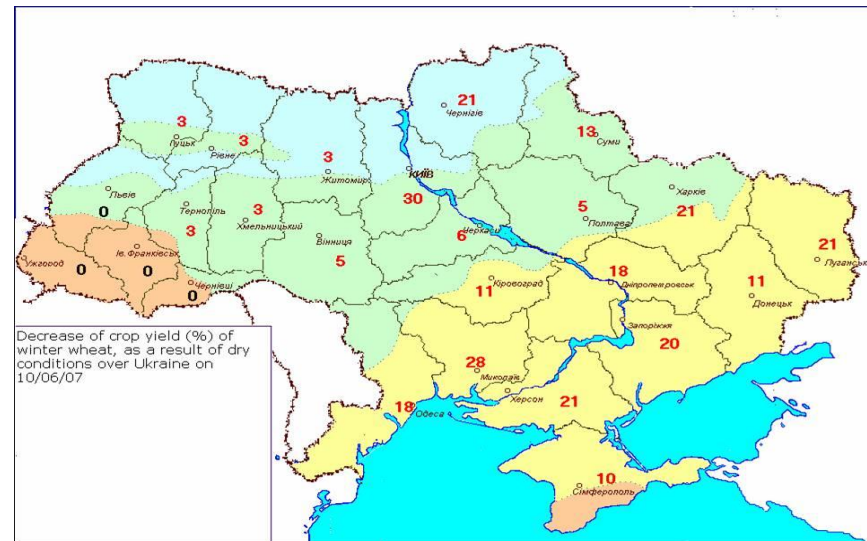 21
Чернігів
3
13
Суми
Луцьк
3
Рівне
3
Житомир
КИЇВ
Львів
0
Тернопіль
3
3
Хмельницький
30
Харків
21
5
Полтава
Вінниця
5
6
Черкаси
Ужгород
0
Ів.Франківськ
0
Чернівці
0
21
Луганськ
11
Кіровоград
18
Дніпропетровськ
11
Донецьк
Запоріжжя
20
Decrease of crop yield (%) of
winter wheat, as a result of dry
conditions over Ukraine on
10/06/07
28
Миколаїв
Херсон
21
18
Одеса
10
Сімферополь